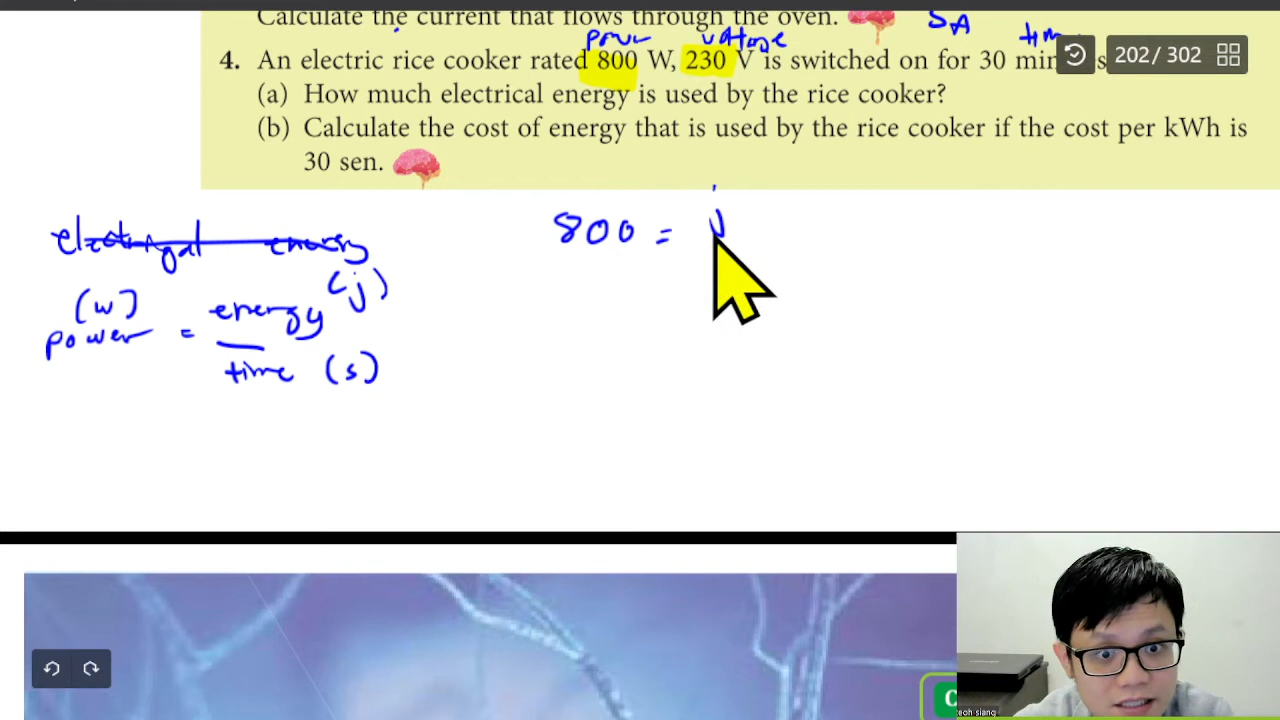 Calculate the current that flows through the oven. 5A
power voltage
4. An electric rice cooker rated 800 W, 230 V is switched on for 30
202 / 302
(a) How much electrical energy is used by the rice cooker?
(b) Calculate the cost of energy that is used by the rice cooker if the cost per kWh is
30 sen.
electrical energy
800 = j
(w) (j)
power = energy
time (s)
teoh siang